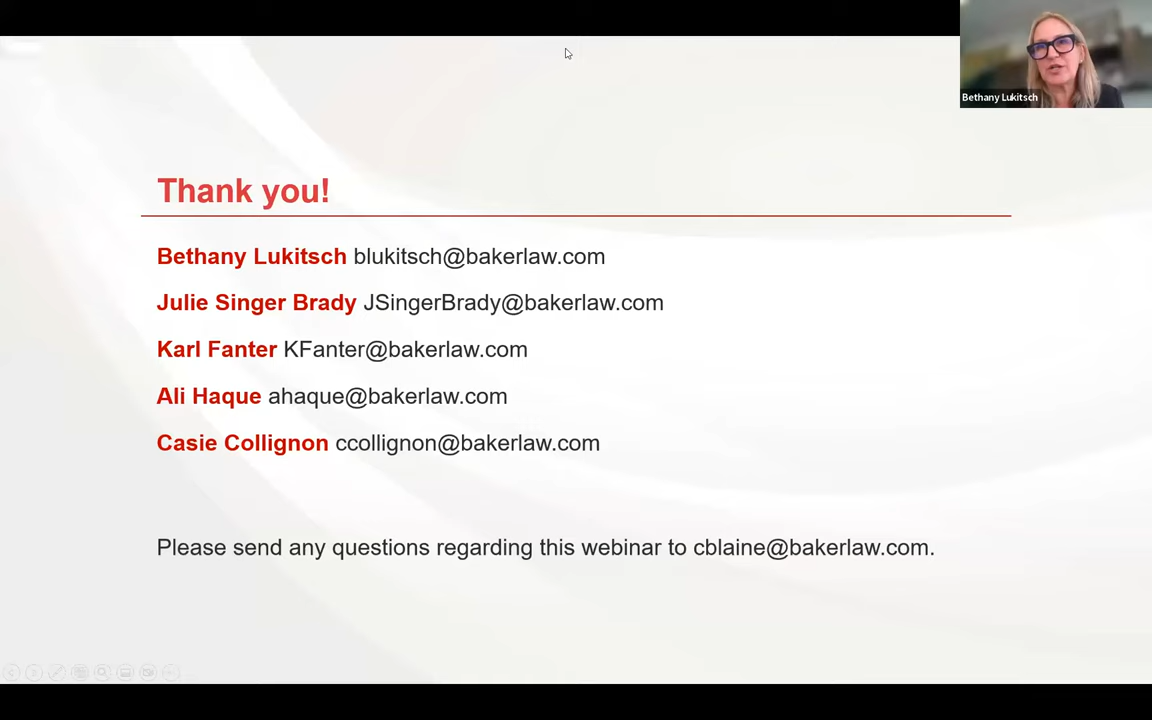 Bethany Lukitsch
Thank you!
Bethany Lukitsch blukitsch@bakerlaw.com
Julie Singer Brady JSingerBrady@bakerlaw.com
Karl Fanter KFanter@bakerlaw.com
Ali Haque ahaque@bakerlaw.com
Casie Collignon ccollignon@bakerlaw.com
Please send any questions regarding this webinar to cblaine@bakerlaw.com.